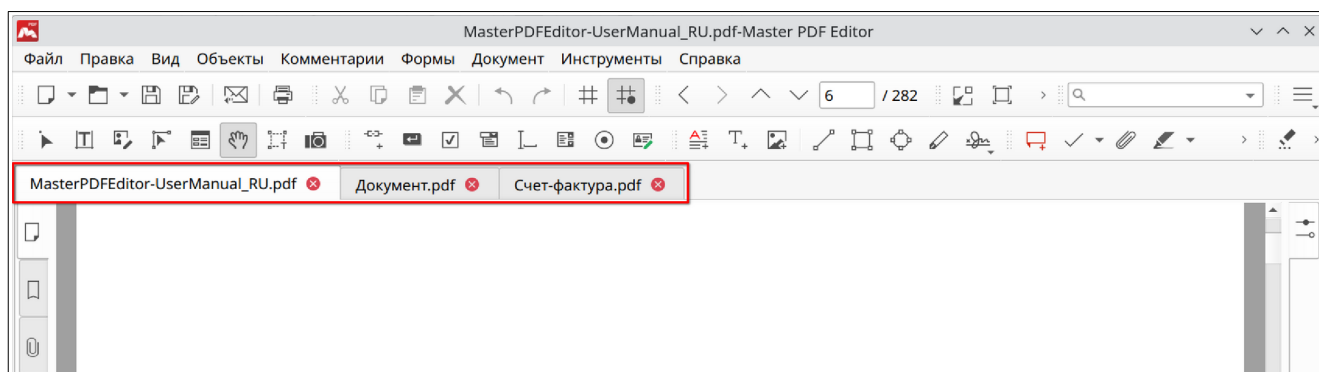 MasterPDFEditor-UserManual_RU.pdf-Master PDF Editor
Файл Правка Вид Объекты Комментарии Формы Документ Инструменты Справка
6 / 282
MasterPDFEditor-UserManual_RU.pdf Документ.pdf Счет-фактура.pdf